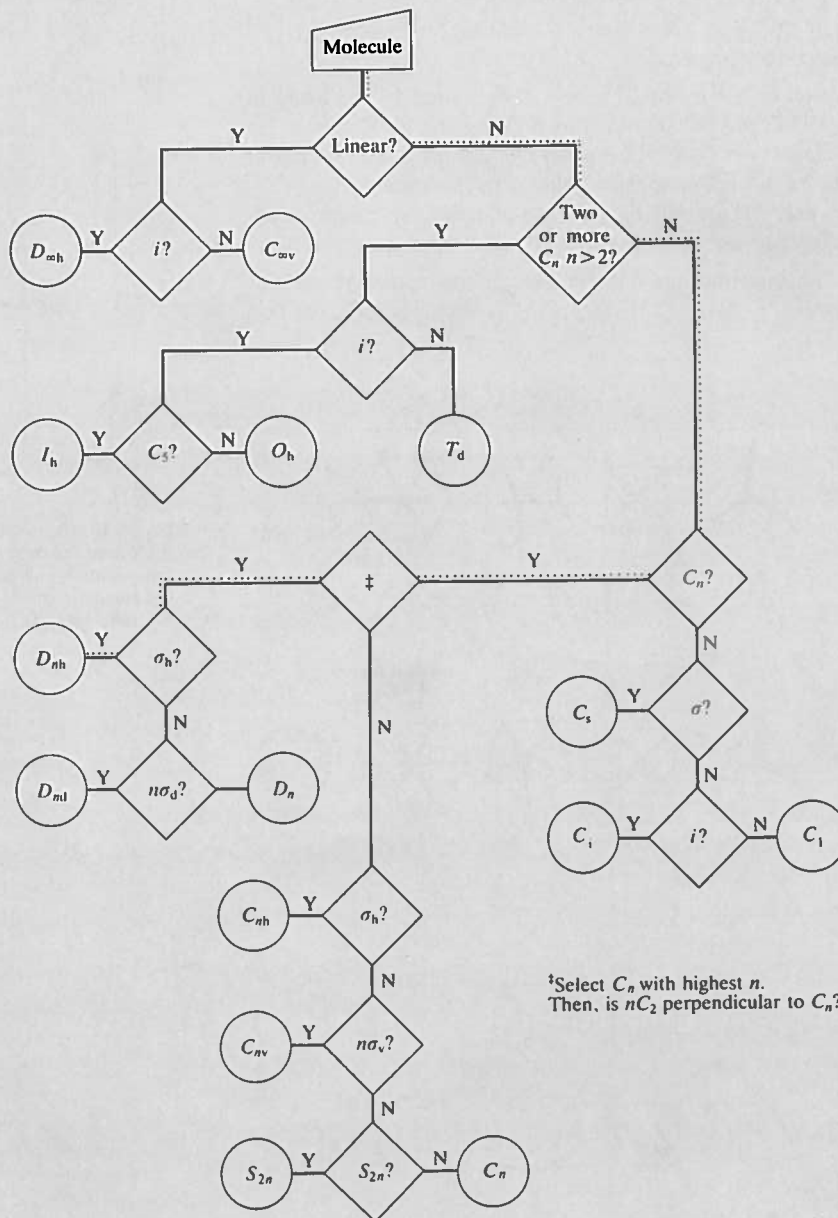 Molecule
Linear?
Y
N
i?
Y
N
D∞h
C∞v
Two
or more
Cn n>2?
Y
N
i?
Y
N
C5?
Y
N
Ih
Oh
Td
Cn?
Y
N
‡
Y
N
σh?
Y
N
Dnh
nσd?
Y
Dnd
Dn
σ?
Y
N
Cs
i?
Y
N
Ci
C1
σh?
Y
N
Cnh
nσv?
Y
N
Cnv
S2n?
Y
N
S2n
Cn
‡Select Cn with highest n.
Then, is nC2 perpendicular to Cn?